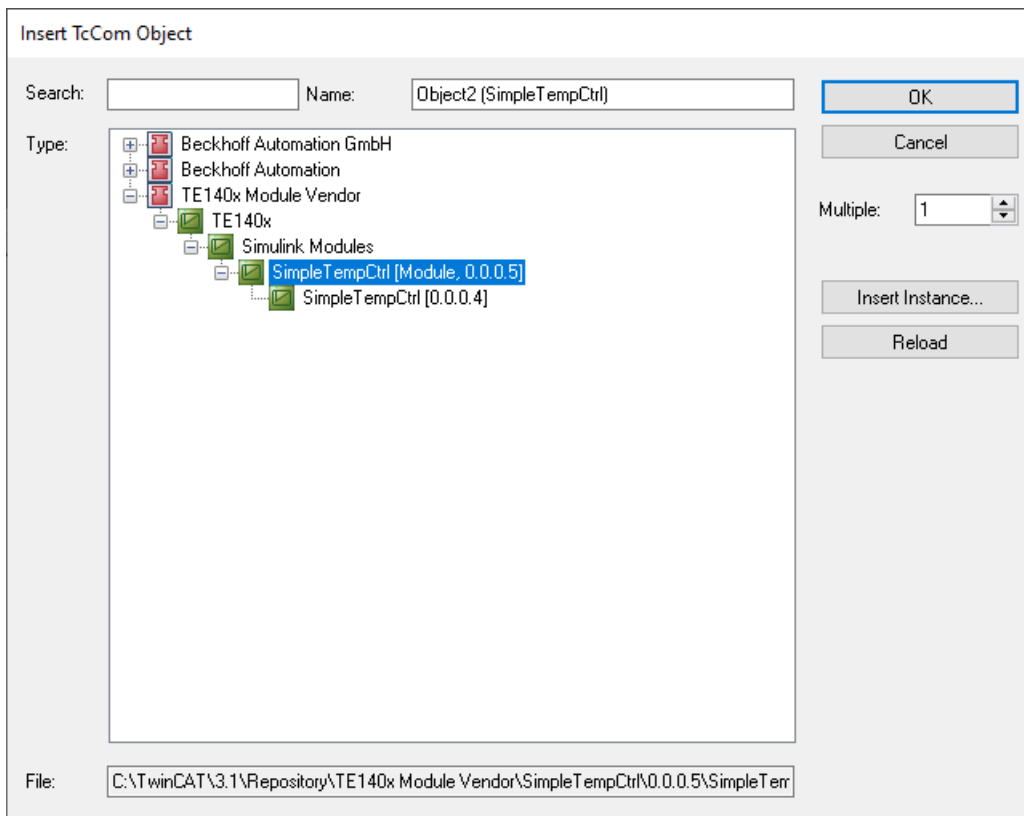 Insert TcCom Object
Search:
Name:
Object2 (SimpleTempCtrl)
OK
Type:
Beckhoff Automation GmbH
Cancel
Beckhoff Automation
TE140x Module Vendor
Multiple:
1
TE140x
Simulink Modules
SimpleTempCtrl [Module, 0.0.0.5]
SimpleTempCtrl [0.0.0.4]
Insert Instance...
Reload
File:
C:\TwinCAT\3.1\Repository\TE140x Module Vendor\SimpleTempCtrl\0.0.0.5\SimpleTem